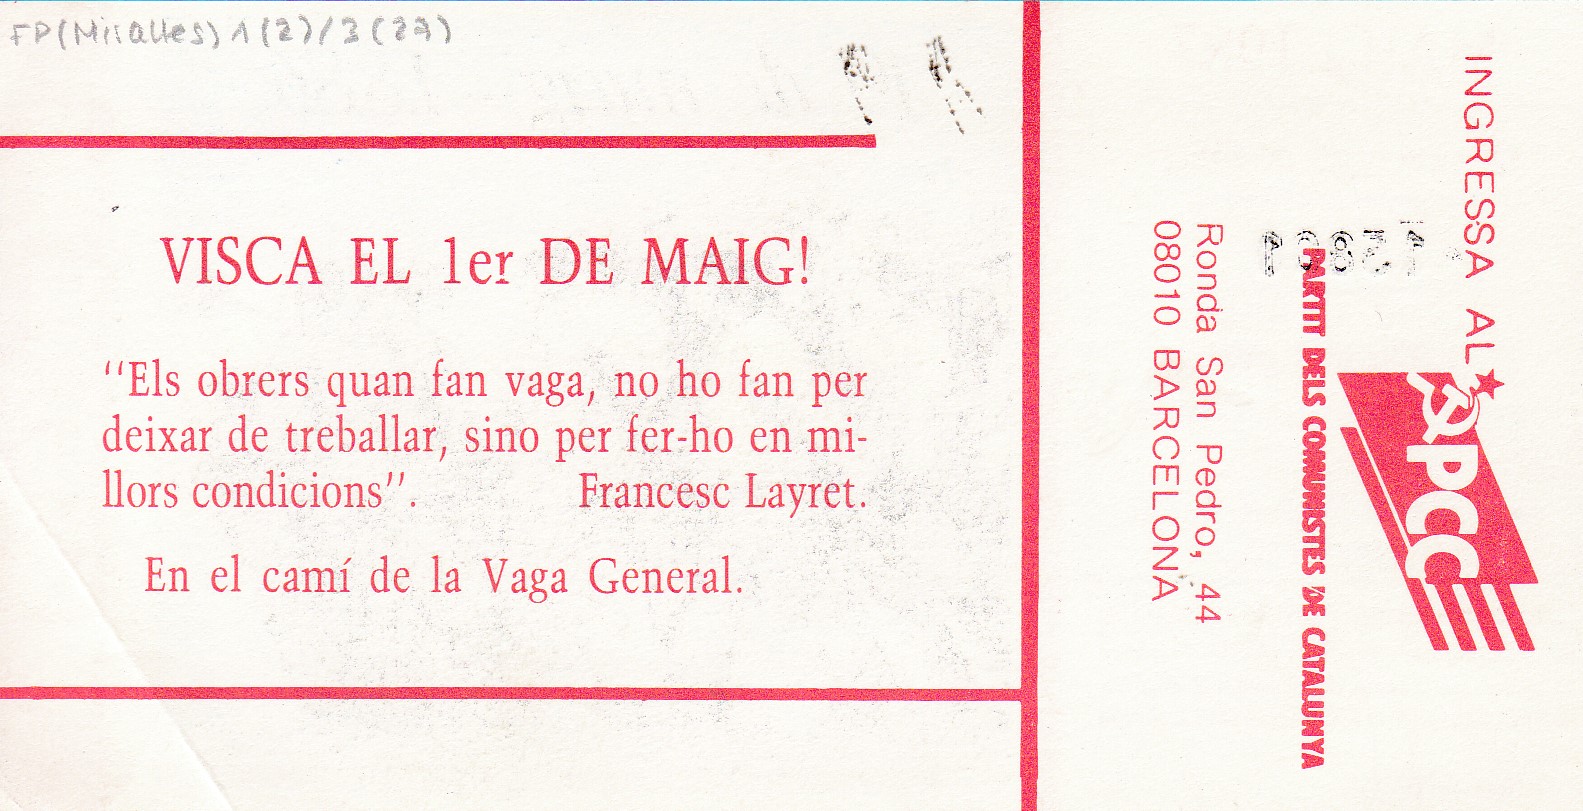 FP(Miralles) 1(2)/3(27)
VISCA EL 1er DE MAIG!
"Els obrers quan fan vaga, no ho fan per
deixar de treballar, sino per fer-ho en mi-
llors condicions". Francesc Layret.
En el camí de la Vaga General.
INGRESSA AL
PCC
PARTIT DELS COMUNISTES DE CATALUNYA
Ronda San Pedro, 44
08010 BARCELONA